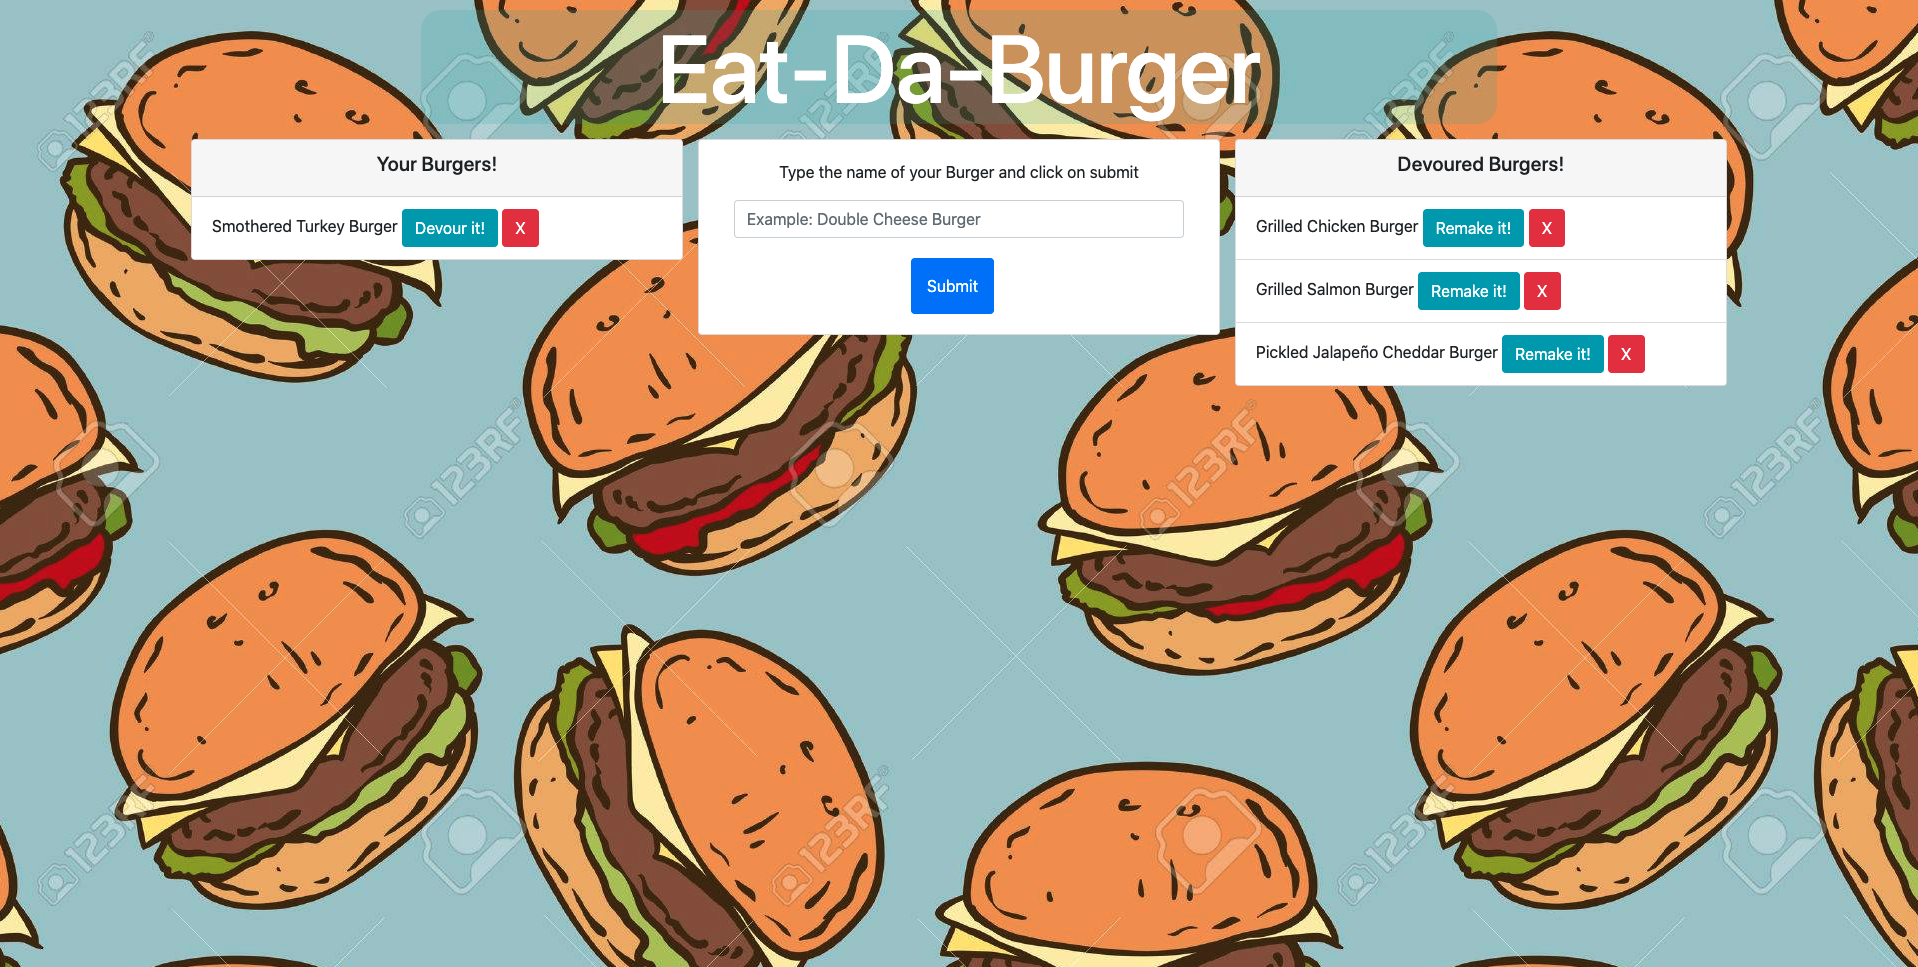 Eat-Da-Burger
Your Burgers!
Smothered Turkey Burger Devour it! X
Type the name of your Burger and click on submit
Example: Double Cheese Burger
Submit
Devoured Burgers!
Grilled Chicken Burger Remake it! X
Grilled Salmon Burger Remake it! X
Pickled Jalapeño Cheddar Burger Remake it! X
123RF
123RF
123RF
123RF
123RF
123RF
123RF
123RF
123RF